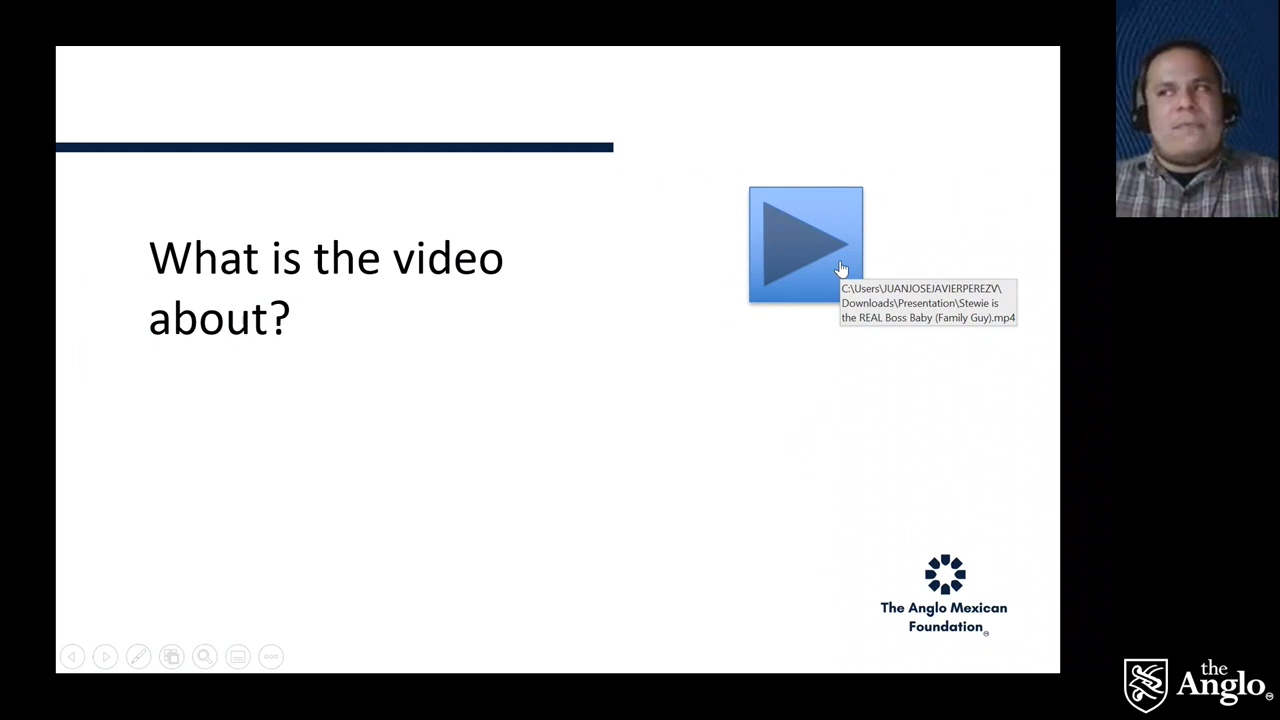 What is the video
about?
C:\Users\JUANJOSEJAVIERPEREZV\
Downloads\Presentation\Stewie is
the REAL Boss Baby (Family Guy).mp4
The Anglo Mexican
Foundation
the
Anglo